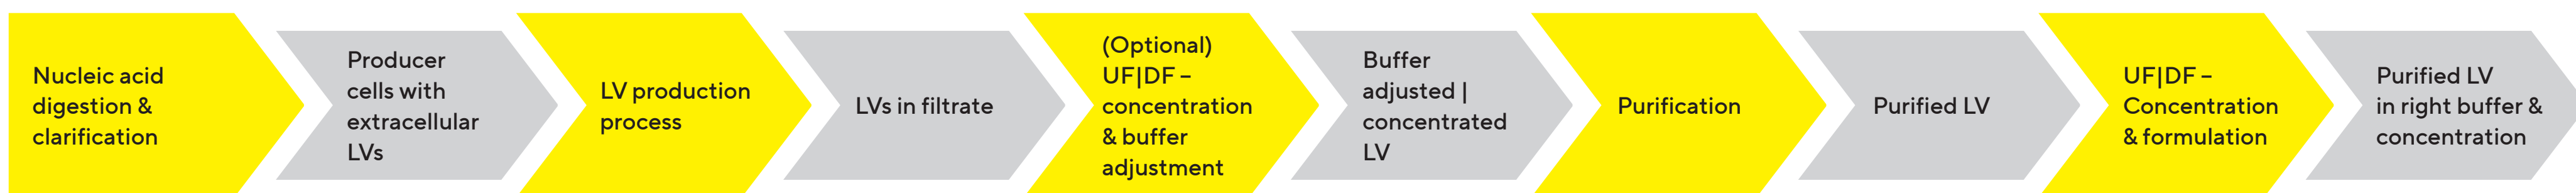 Nucleic acid
digestion &
clarification
Producer
cells with
extracellular
LVs
LV production
process
LVs in filtrate
(Optional)
UF|DF –
concentration
& buffer
adjustment
Buffer
adjusted |
concentrated
LV
Purification
Purified LV
UF|DF –
Concentration
& formulation
Purified LV
in right buffer &
concentration